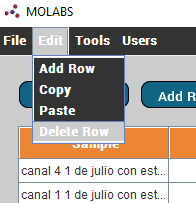 MOLABS
File Edit Tools Users
Add Row
Copy
Paste
Delete Row
Add R
Sample
canal 4 1 de julio con est...
canal 1 1 de julio con est...